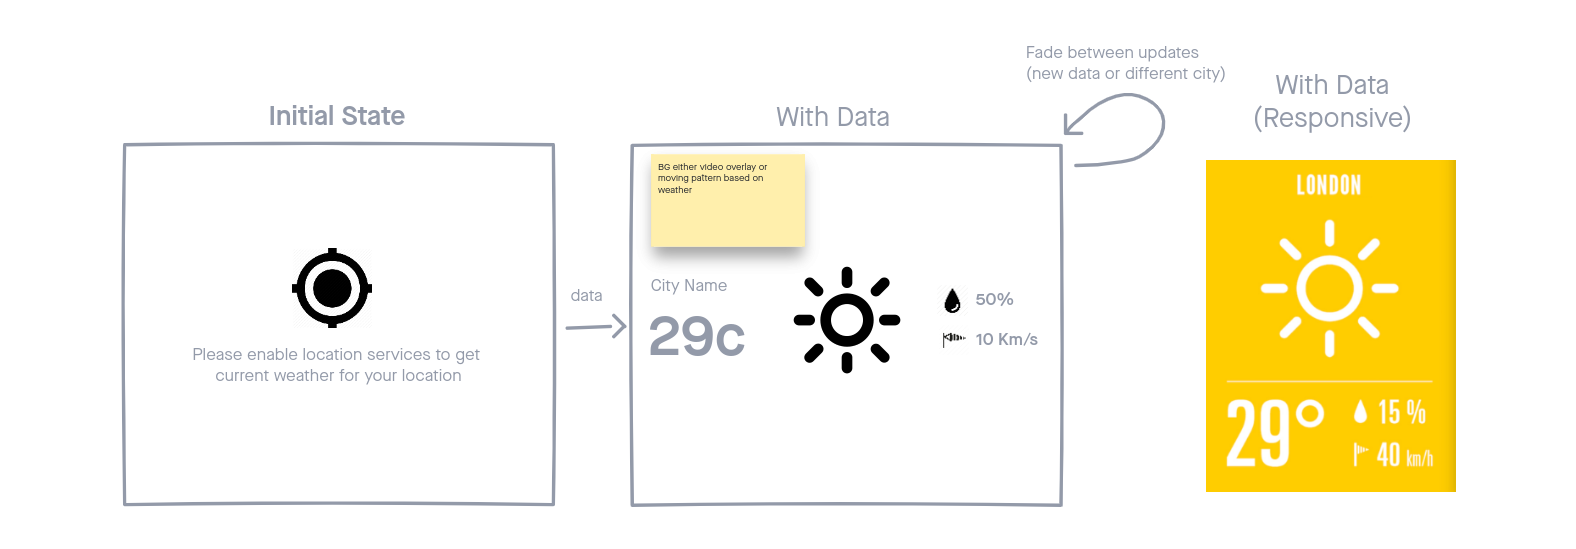 Initial State
Please enable location services to get
current weather for your location
data
With Data
BG either video overlay or
moving pattern based on
weather
City Name
29c
50%
10 Km/s
Fade between updates
(new data or different city)
With Data
(Responsive)
LONDON
29°
15 %
40 km/h